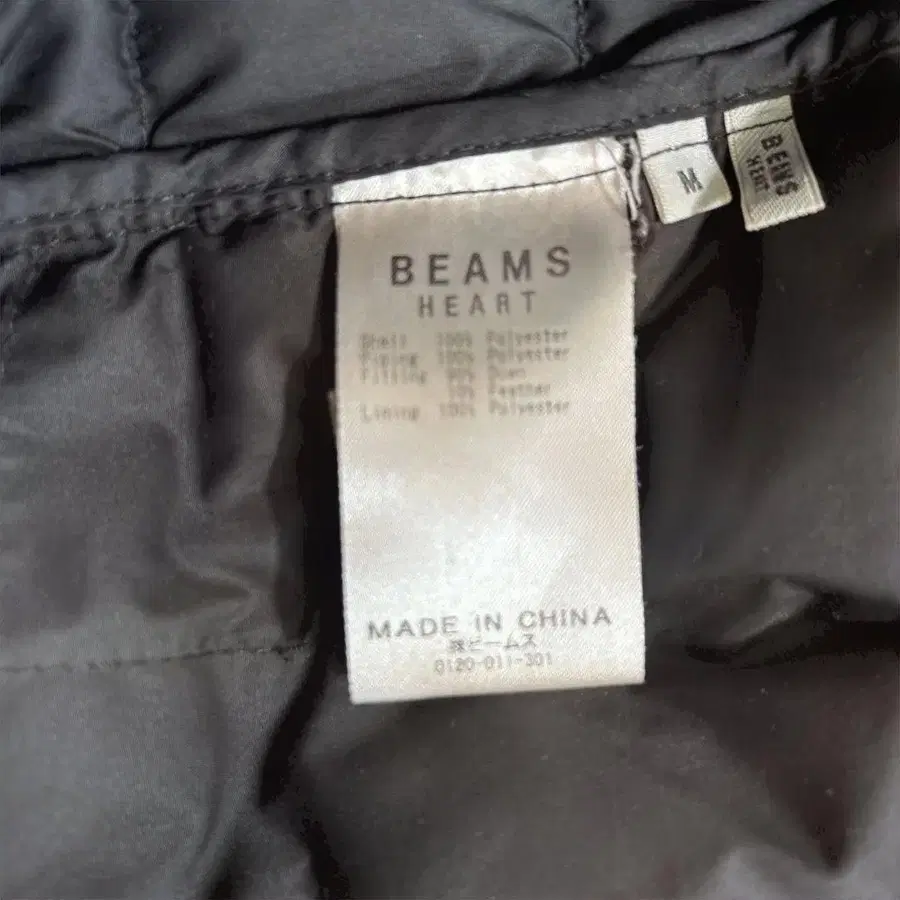 BEAMS
HEART
Shell 100% Polyester
Piping 100% Polyester
Filling 90% Down
10% Feather
Lining 100% Polyester
MADE IN CHINA
㈱ビームス
0120-011-301
M
BEAMS
HEART